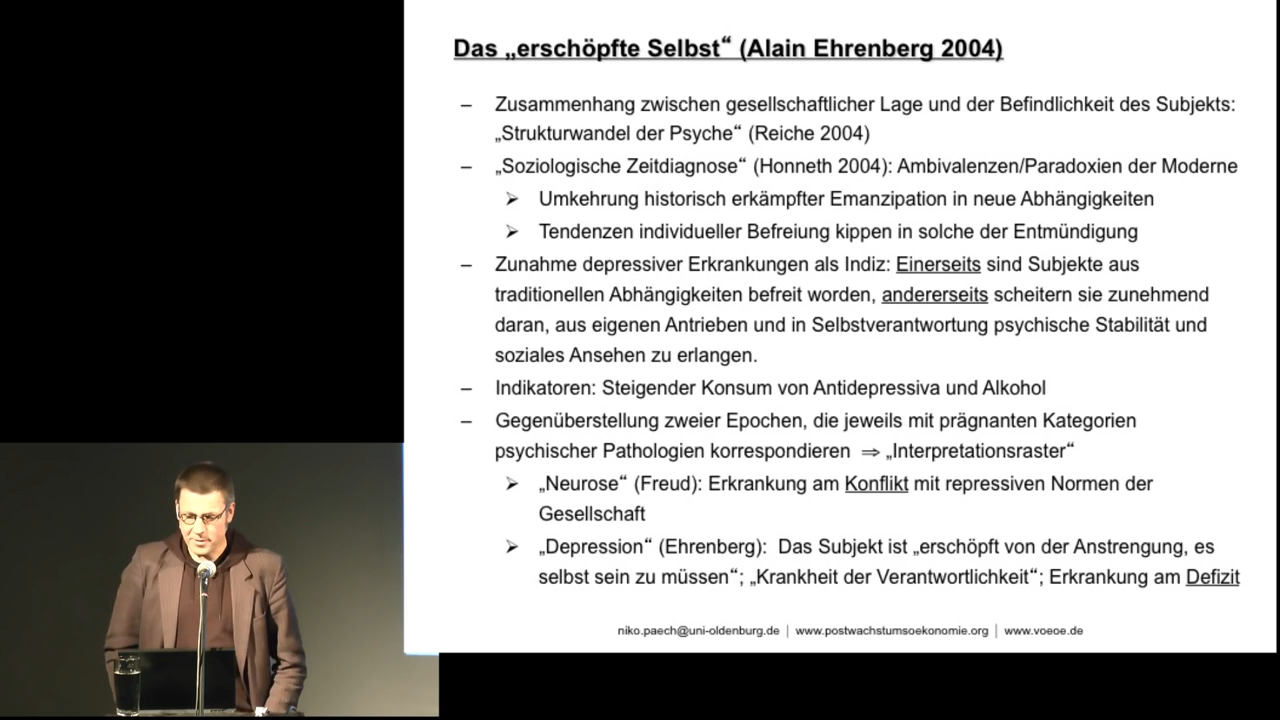 Das „erschöpfte Selbst“ (Alain Ehrenberg 2004)
– Zusammenhang zwischen gesellschaftlicher Lage und der Befindlichkeit des Subjekts:
„Strukturwandel der Psyche“ (Reiche 2004)
– „Soziologische Zeitdiagnose“ (Honneth 2004): Ambivalenzen/Paradoxien der Moderne
➢ Umkehrung historisch erkämpfter Emanzipation in neue Abhängigkeiten
➢ Tendenzen individueller Befreiung kippen in solche der Entmündigung
– Zunahme depressiver Erkrankungen als Indiz: Einerseits sind Subjekte aus
traditionellen Abhängigkeiten befreit worden, andererseits scheitern sie zunehmend
daran, aus eigenen Antrieben und in Selbstverantwortung psychische Stabilität und
soziales Ansehen zu erlangen.
– Indikatoren: Steigender Konsum von Antidepressiva und Alkohol
– Gegenüberstellung zweier Epochen, die jeweils mit prägnanten Kategorien
psychischer Pathologien korrespondieren ⇒ „Interpretationsraster“
➢ „Neurose“ (Freud): Erkrankung am Konflikt mit repressiven Normen der
Gesellschaft
➢ „Depression“ (Ehrenberg): Das Subjekt ist „erschöpft von der Anstrengung, es
selbst sein zu müssen“; „Krankheit der Verantwortlichkeit“; Erkrankung am Defizit
niko.paech@uni-oldenburg.de | www.postwachstumsoekonomie.org | www.voeoe.de